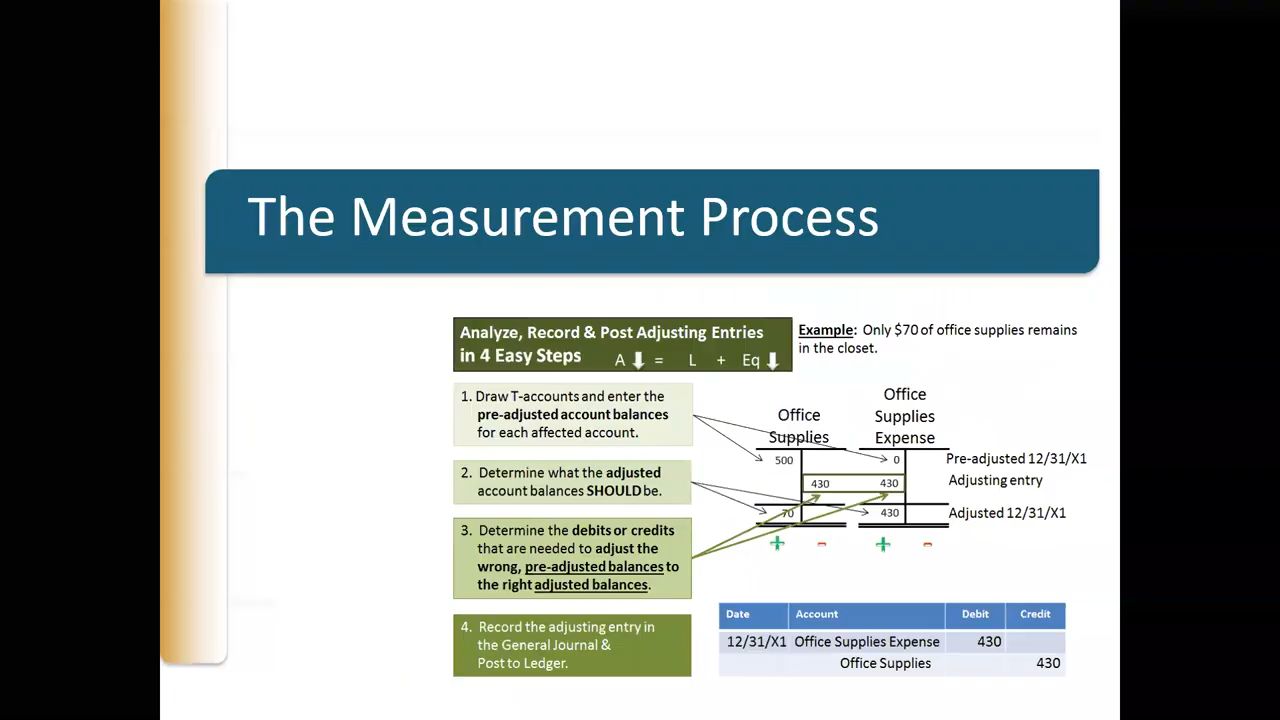 The Measurement Process
Analyze, Record & Post Adjusting Entries
in 4 Easy Steps A = L + Eq
Example: Only $70 of office supplies remains
in the closet.
1. Draw T-accounts and enter the
pre-adjusted account balances
for each affected account.
2. Determine what the adjusted
account balances SHOULD be.
3. Determine the debits or credits
that are needed to adjust the
wrong, pre-adjusted balances to
the right adjusted balances.
4. Record the adjusting entry in
the General Journal &
Post to Ledger.
Office
Supplies
Office
Supplies
Expense
500 0 Pre-adjusted 12/31/X1
430 430 Adjusting entry
70 430 Adjusted 12/31/X1
+ - + -
Date Account Debit Credit
12/31/X1 Office Supplies Expense 430
Office Supplies 430